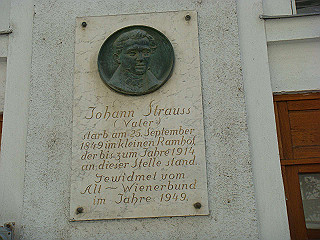 Johann Strauss
(Vater)
starb am 25. September
1849 im kleinen Ramhof,
der bis zum Jahre 1914
an dieser Stelle stand.
Gewidmet vom
All-Wienerbund
im Jahre 1949.